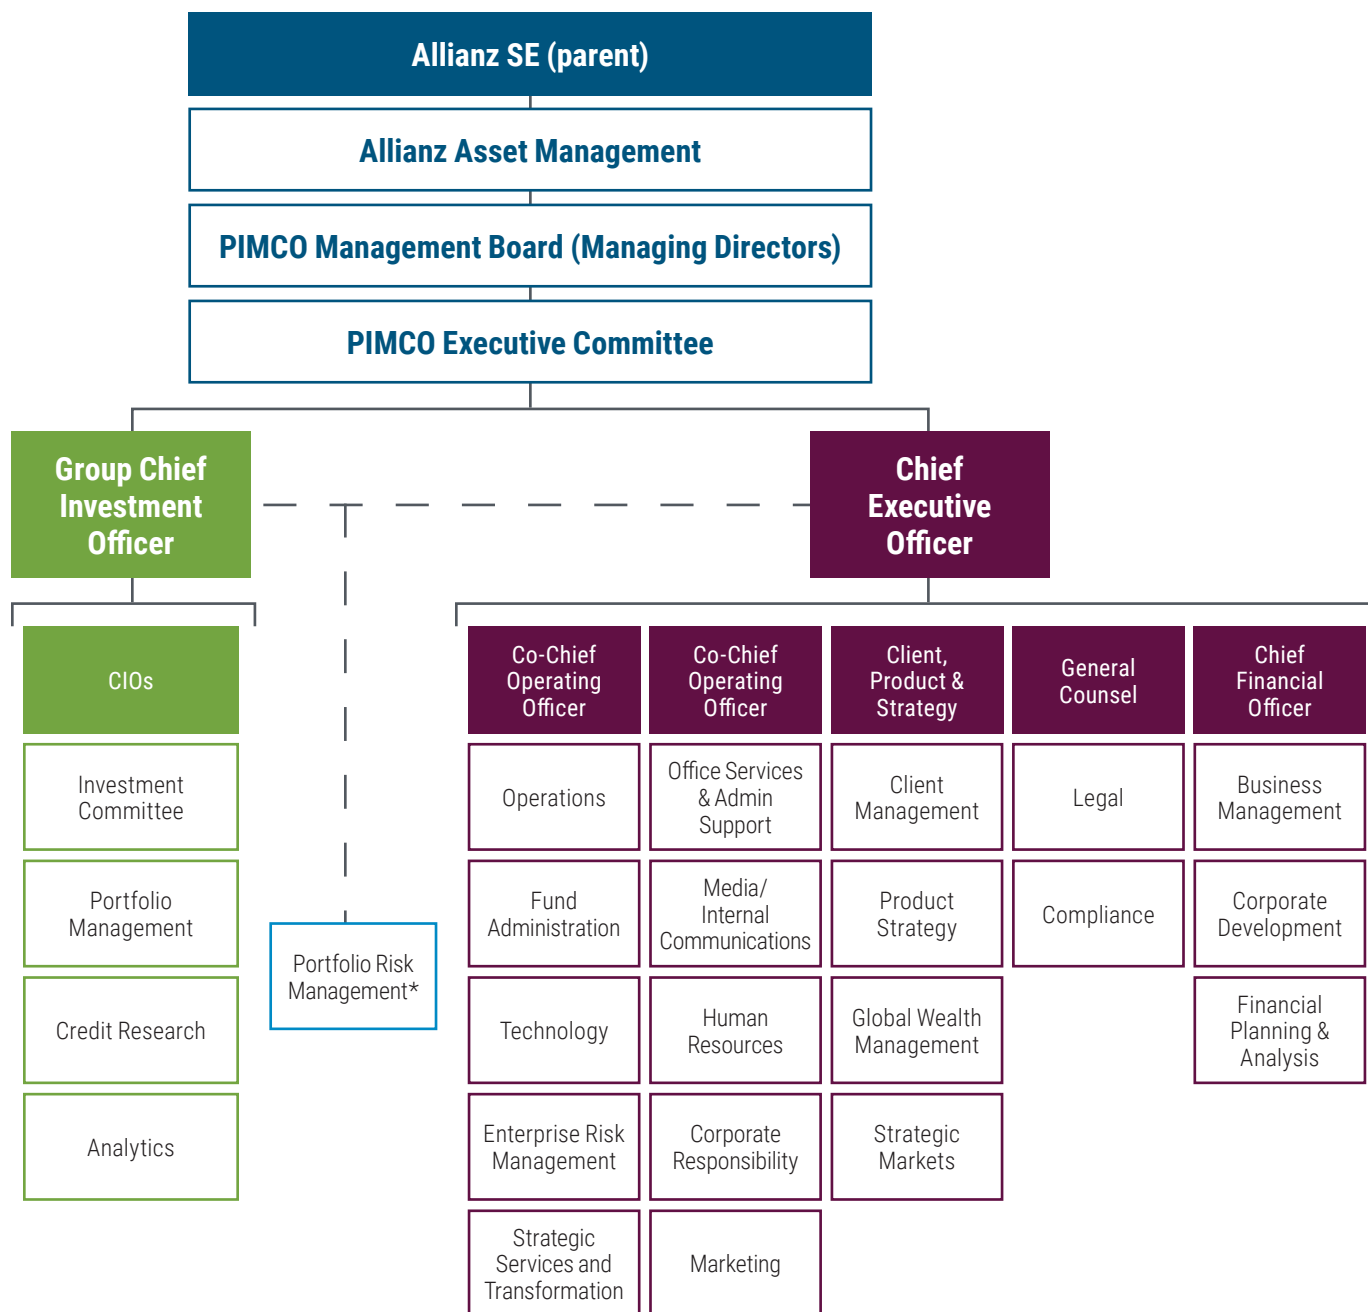 Allianz SE (parent)
Allianz Asset Management
PIMCO Management Board (Managing Directors)
PIMCO Executive Committee
Group Chief
Investment
Officer
Chief
Executive
Officer
CIOs
Investment
Committee
Portfolio
Management
Credit Research
Analytics
Portfolio Risk
Management*
Co-Chief
Operating
Officer
Operations
Fund
Administration
Technology
Enterprise Risk
Management
Strategic
Services and
Transformation
Co-Chief
Operating
Officer
Office Services
& Admin
Support
Media/
Internal
Communications
Human
Resources
Corporate
Responsibility
Marketing
Client,
Product &
Strategy
Client
Management
Product
Strategy
Global Wealth
Management
Strategic
Markets
General
Counsel
Legal
Compliance
Chief
Financial
Officer
Business
Management
Corporate
Development
Financial
Planning &
Analysis